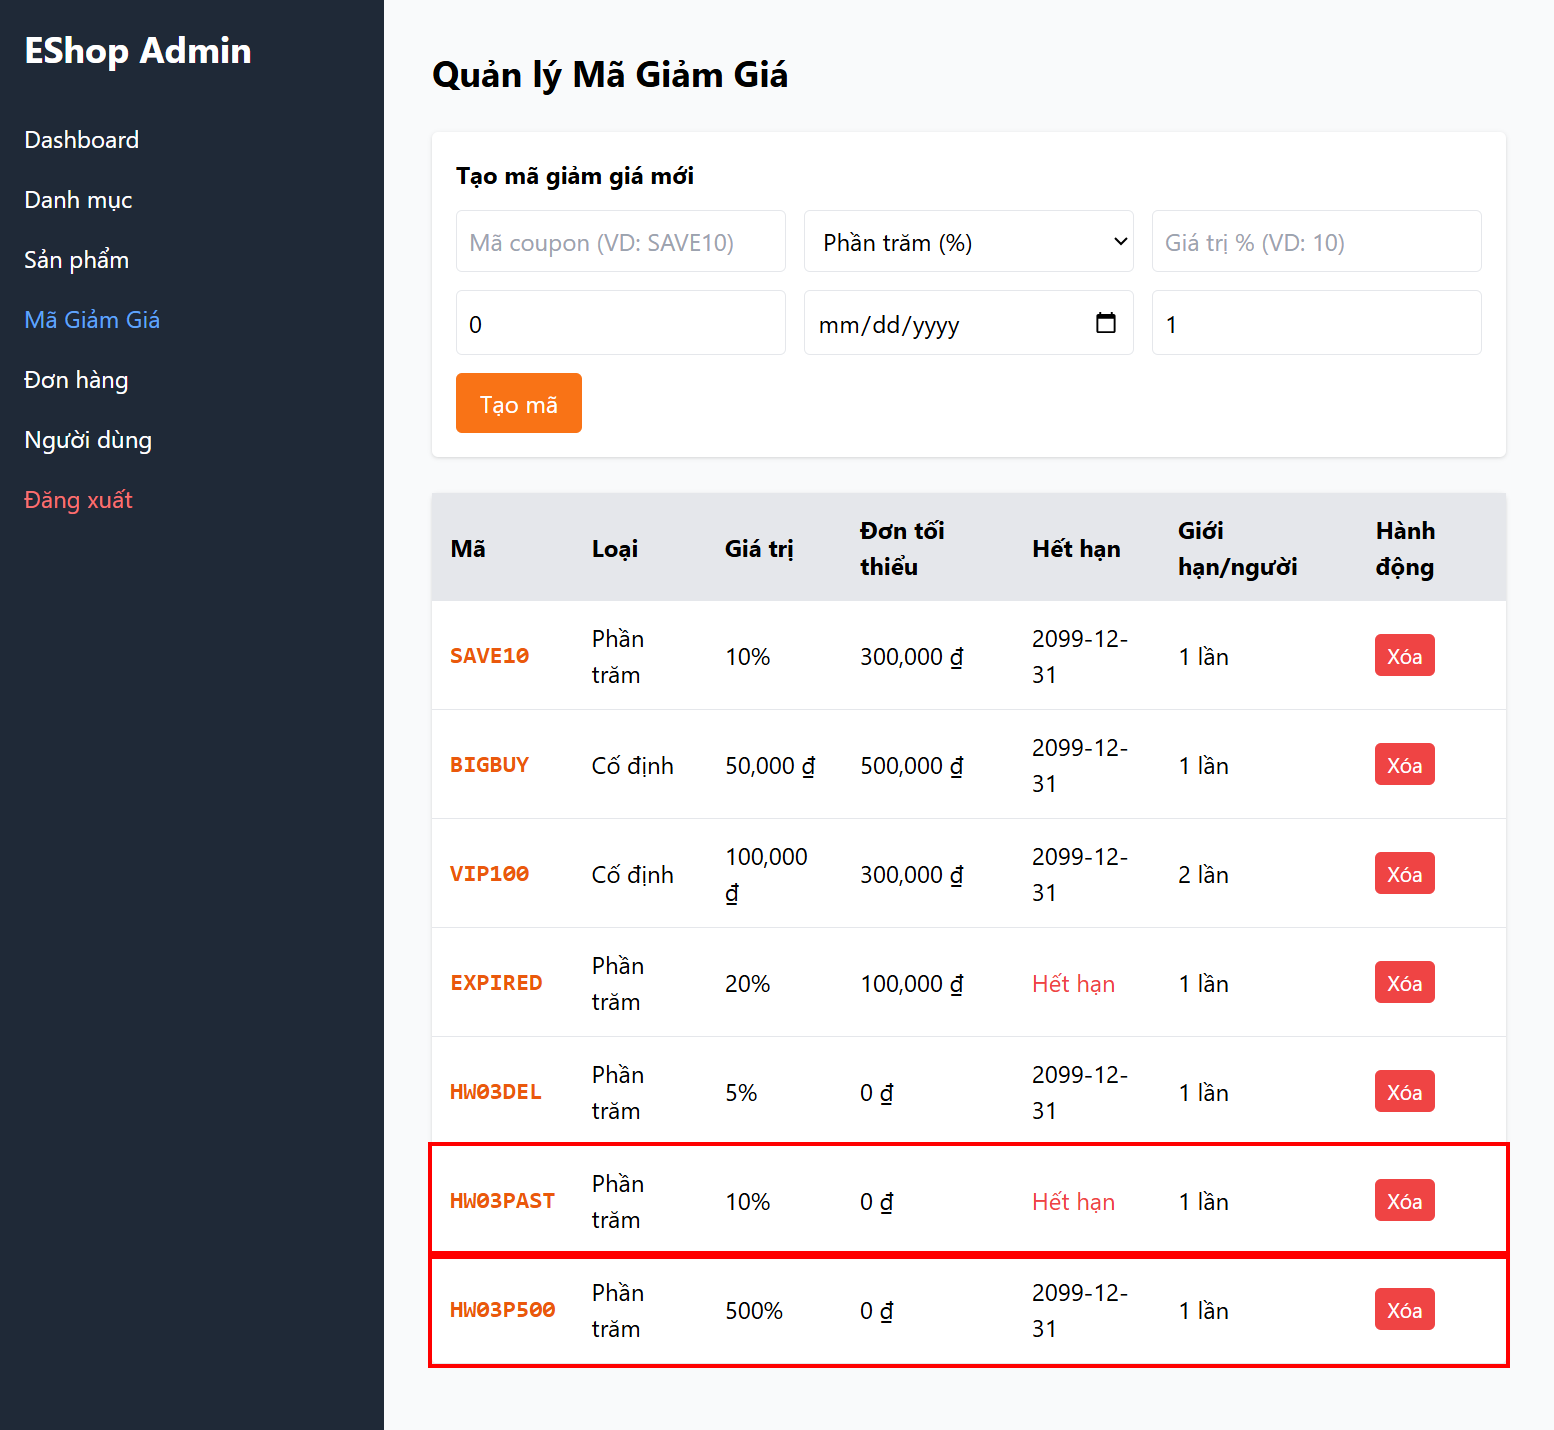 EShop Admin
Dashboard
Danh mục
Sản phẩm
Mã Giảm Giá
Đơn hàng
Người dùng
Đăng xuất
Quản lý Mã Giảm Giá
Tạo mã giảm giá mới
Mã coupon (VD: SAVE10)
Phần trăm (%)
Giá trị % (VD: 10)
0
mm/dd/yyyy
1
Tạo mã
Mã
Loại
Giá trị
Đơn tối
thiểu
Hết hạn
Giới
hạn/người
Hành
động
SAVE10
Phần
trăm
10%
300,000 ₫
2099-12-
31
1 lần
Xóa
BIGBUY
Cố định
50,000 ₫
500,000 ₫
2099-12-
31
1 lần
Xóa
VIP100
Cố định
100,000
₫
300,000 ₫
2099-12-
31
2 lần
Xóa
EXPIRED
Phần
trăm
20%
100,000 ₫
Hết hạn
1 lần
Xóa
HW03DEL
Phần
trăm
5%
0 ₫
2099-12-
31
1 lần
Xóa
HW03PAST
Phần
trăm
10%
0 ₫
Hết hạn
1 lần
Xóa
HW03P500
Phần
trăm
500%
0 ₫
2099-12-
31
1 lần
Xóa